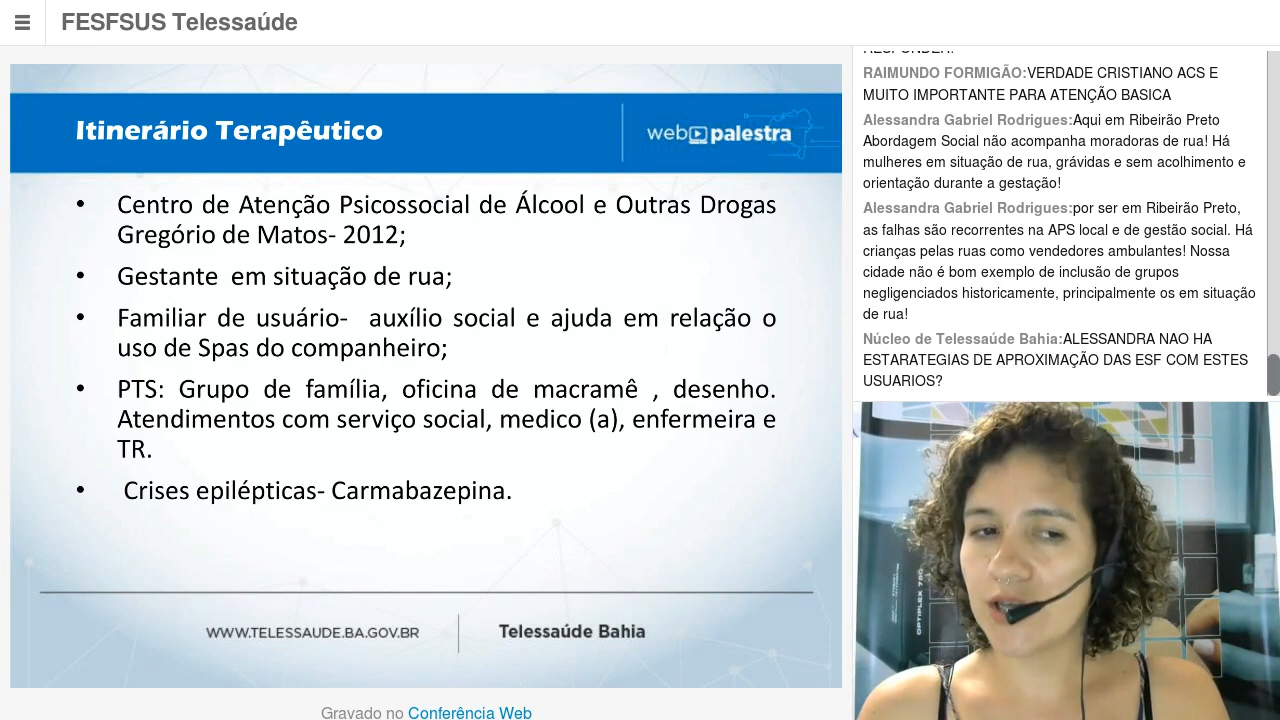 FESFSUS Telessaúde
Itinerário Terapêutico
web palestra
• Centro de Atenção Psicossocial de Álcool e Outras Drogas
Gregório de Matos- 2012;
• Gestante em situação de rua;
• Familiar de usuário- auxílio social e ajuda em relação o
uso de Spas do companheiro;
• PTS: Grupo de família, oficina de macramê , desenho.
Atendimentos com serviço social, medico (a), enfermeira e
TR.
• Crises epilépticas- Carmabazepina.
WWW.TELESSAUDE.BA.GOV.BR
Telessaúde Bahia
Gravado no Conferência Web
RESPONDER!
RAIMUNDO FORMIGÃO:VERDADE CRISTIANO ACS E
MUITO IMPORTANTE PARA ATENÇÃO BASICA
Alessandra Gabriel Rodrigues:Aqui em Ribeirão Preto
Abordagem Social não acompanha moradoras de rua! Há
mulheres em situação de rua, grávidas e sem acolhimento e
orientação durante a gestação!
Alessandra Gabriel Rodrigues:por ser em Ribeirão Preto,
as falhas são recorrentes na APS local e de gestão social. Há
crianças pelas ruas como vendedores ambulantes! Nossa
cidade não é bom exemplo de inclusão de grupos
negligenciados historicamente, principalmente os em situação
de rua!
Núcleo de Telessaúde Bahia:ALESSANDRA NAO HA
ESTARATEGIAS DE APROXIMAÇÃO DAS ESF COM ESTES
USUARIOS?
OPTIPLEX 780